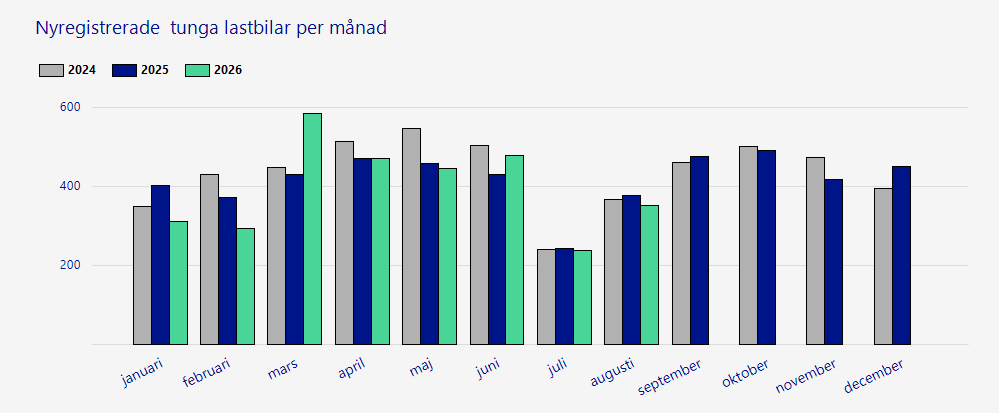 Nyregistrerade  tunga lastbilar per månad
2024 2025 2026
600
400
200
januari februari mars april maj juni juli augusti september oktober november december